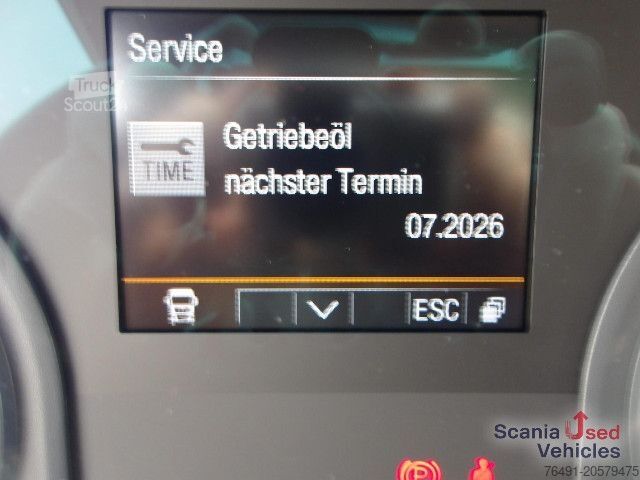 Service
Truck
Scout24
TIME
Getriebeöl
nächster Termin
07.2026
ESC
P
Scania Used
Vehicles
76491-20579475